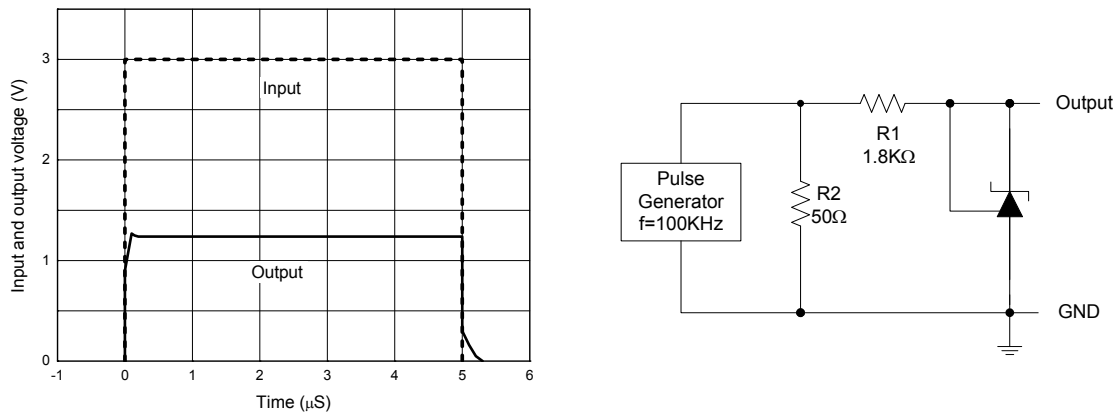 Input and output voltage (V)
3
2
1
0
Input
Output
-1 0 1 2 3 4 5 6
Time (μS)
Pulse
Generator
f=100KHz
R2
50Ω
R1
1.8KΩ
Output
GND